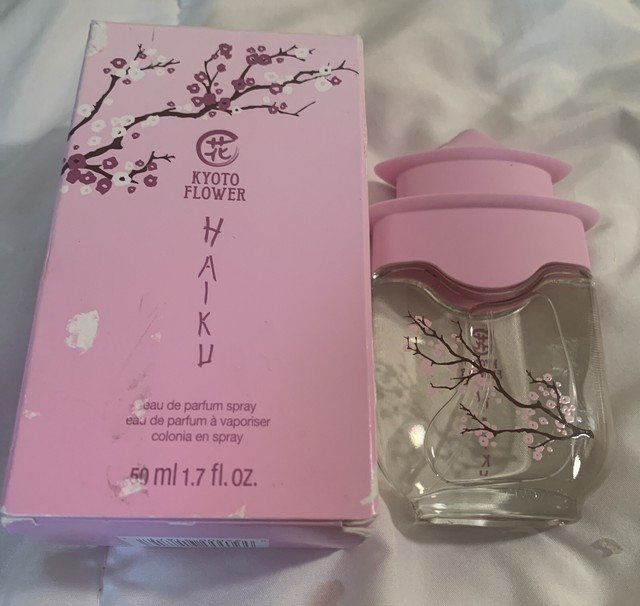 花
KYOTO
FLOWER
HAIKU
eau de parfum spray
eau de parfum à vaporiser
colonia en spray
50 ml 1.7 fl. oz.